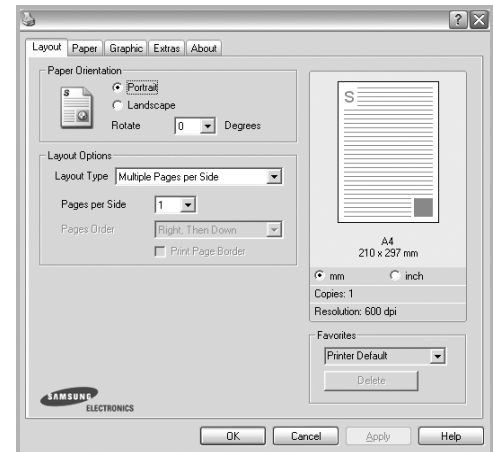 Layout Paper Graphic Extras About
Paper Orientation
S
Portrait
Landscape
Rotate 0 Degrees
Layout Options
Layout Type Multiple Pages per Side
Pages per Side 1
Pages Order Right, Then Down
Print Page Border
S
A4
210 x 297 mm
mm inch
Copies: 1
Resolution: 600 dpi
Favorites
Printer Default
Delete
SAMSUNG
ELECTRONICS
OK Cancel Apply Help